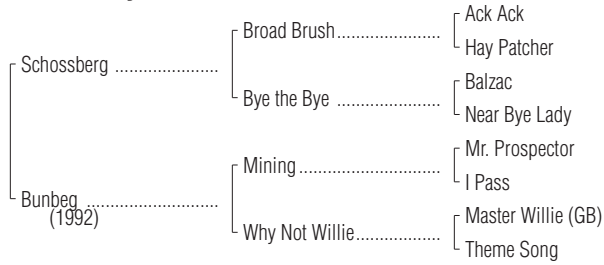 Ack Ack
Broad Brush
Hay Patcher
Schossberg
Balzac
Bye the Bye
Near Bye Lady
Mr. Prospector
Mining
I Pass
Bunbeg
(1992)
Master Willie (GB)
Why Not Willie
Theme Song